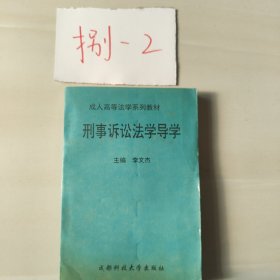 捌-2
成人高等法学系列教材
刑事诉讼法学导学
主编 李文杰
成都科技大学出版社